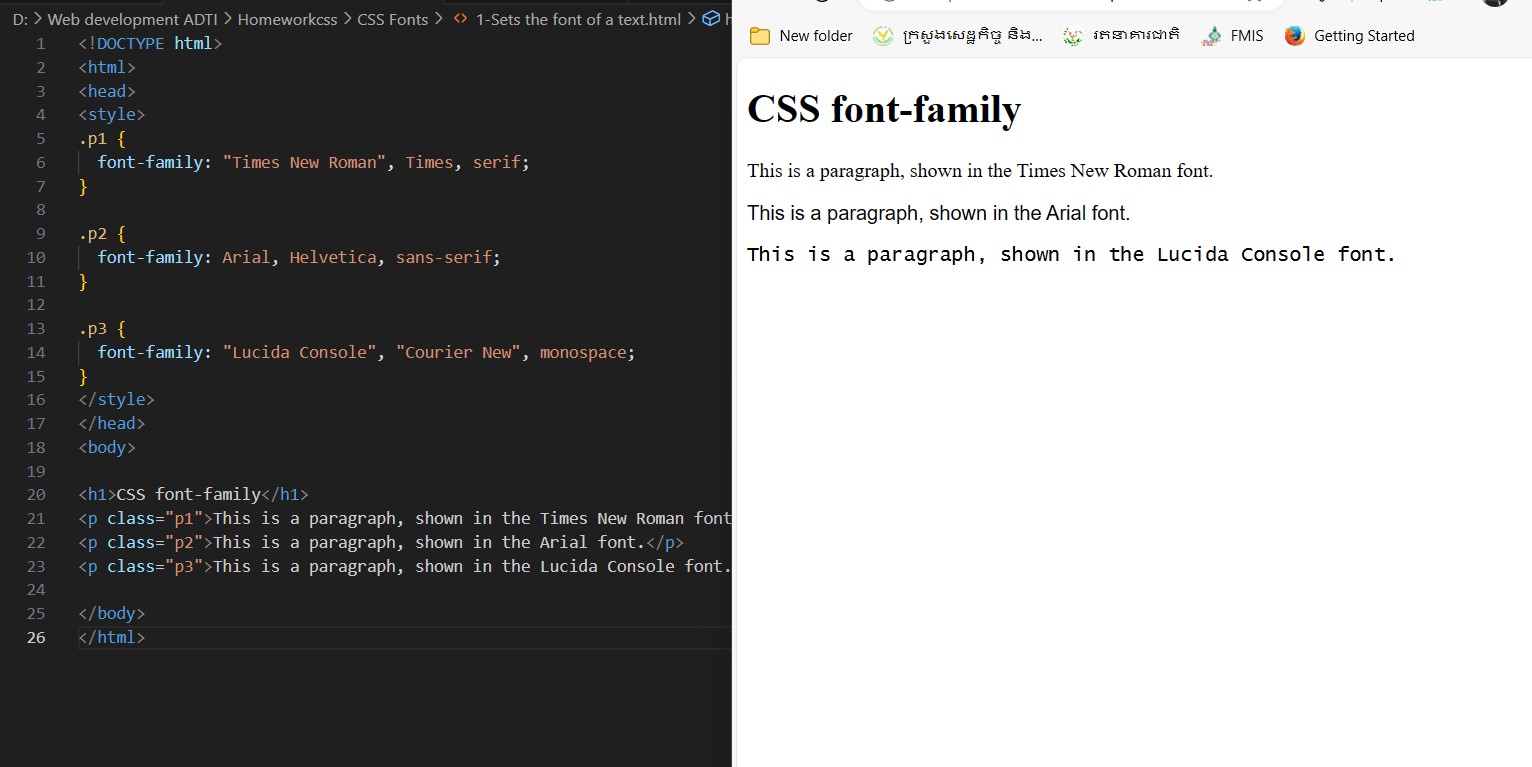 D: > Web development ADTI > Homeworkcss > CSS Fonts > <> 1-Sets the font of a text.html >
1 <!DOCTYPE html>
2 <html>
3 <head>
4 <style>
5 .p1 {
6 font-family: "Times New Roman", Times, serif;
7 }
8
9 .p2 {
10 font-family: Arial, Helvetica, sans-serif;
11 }
12
13 .p3 {
14 font-family: "Lucida Console", "Courier New", monospace;
15 }
16 </style>
17 </head>
18 <body>
19
20 <h1>CSS font-family</h1>
21 <p class="p1">This is a paragraph, shown in the Times New Roman font
22 <p class="p2">This is a paragraph, shown in the Arial font.</p>
23 <p class="p3">This is a paragraph, shown in the Lucida Console font.
24
25 </body>
26 </html>
New folder ក្រសួងសេដ្ឋកិច្ច និង... រតនាគារជាតិ FMIS Getting Started
CSS font-family
This is a paragraph, shown in the Times New Roman font.
This is a paragraph, shown in the Arial font.
This is a paragraph, shown in the Lucida Console font.